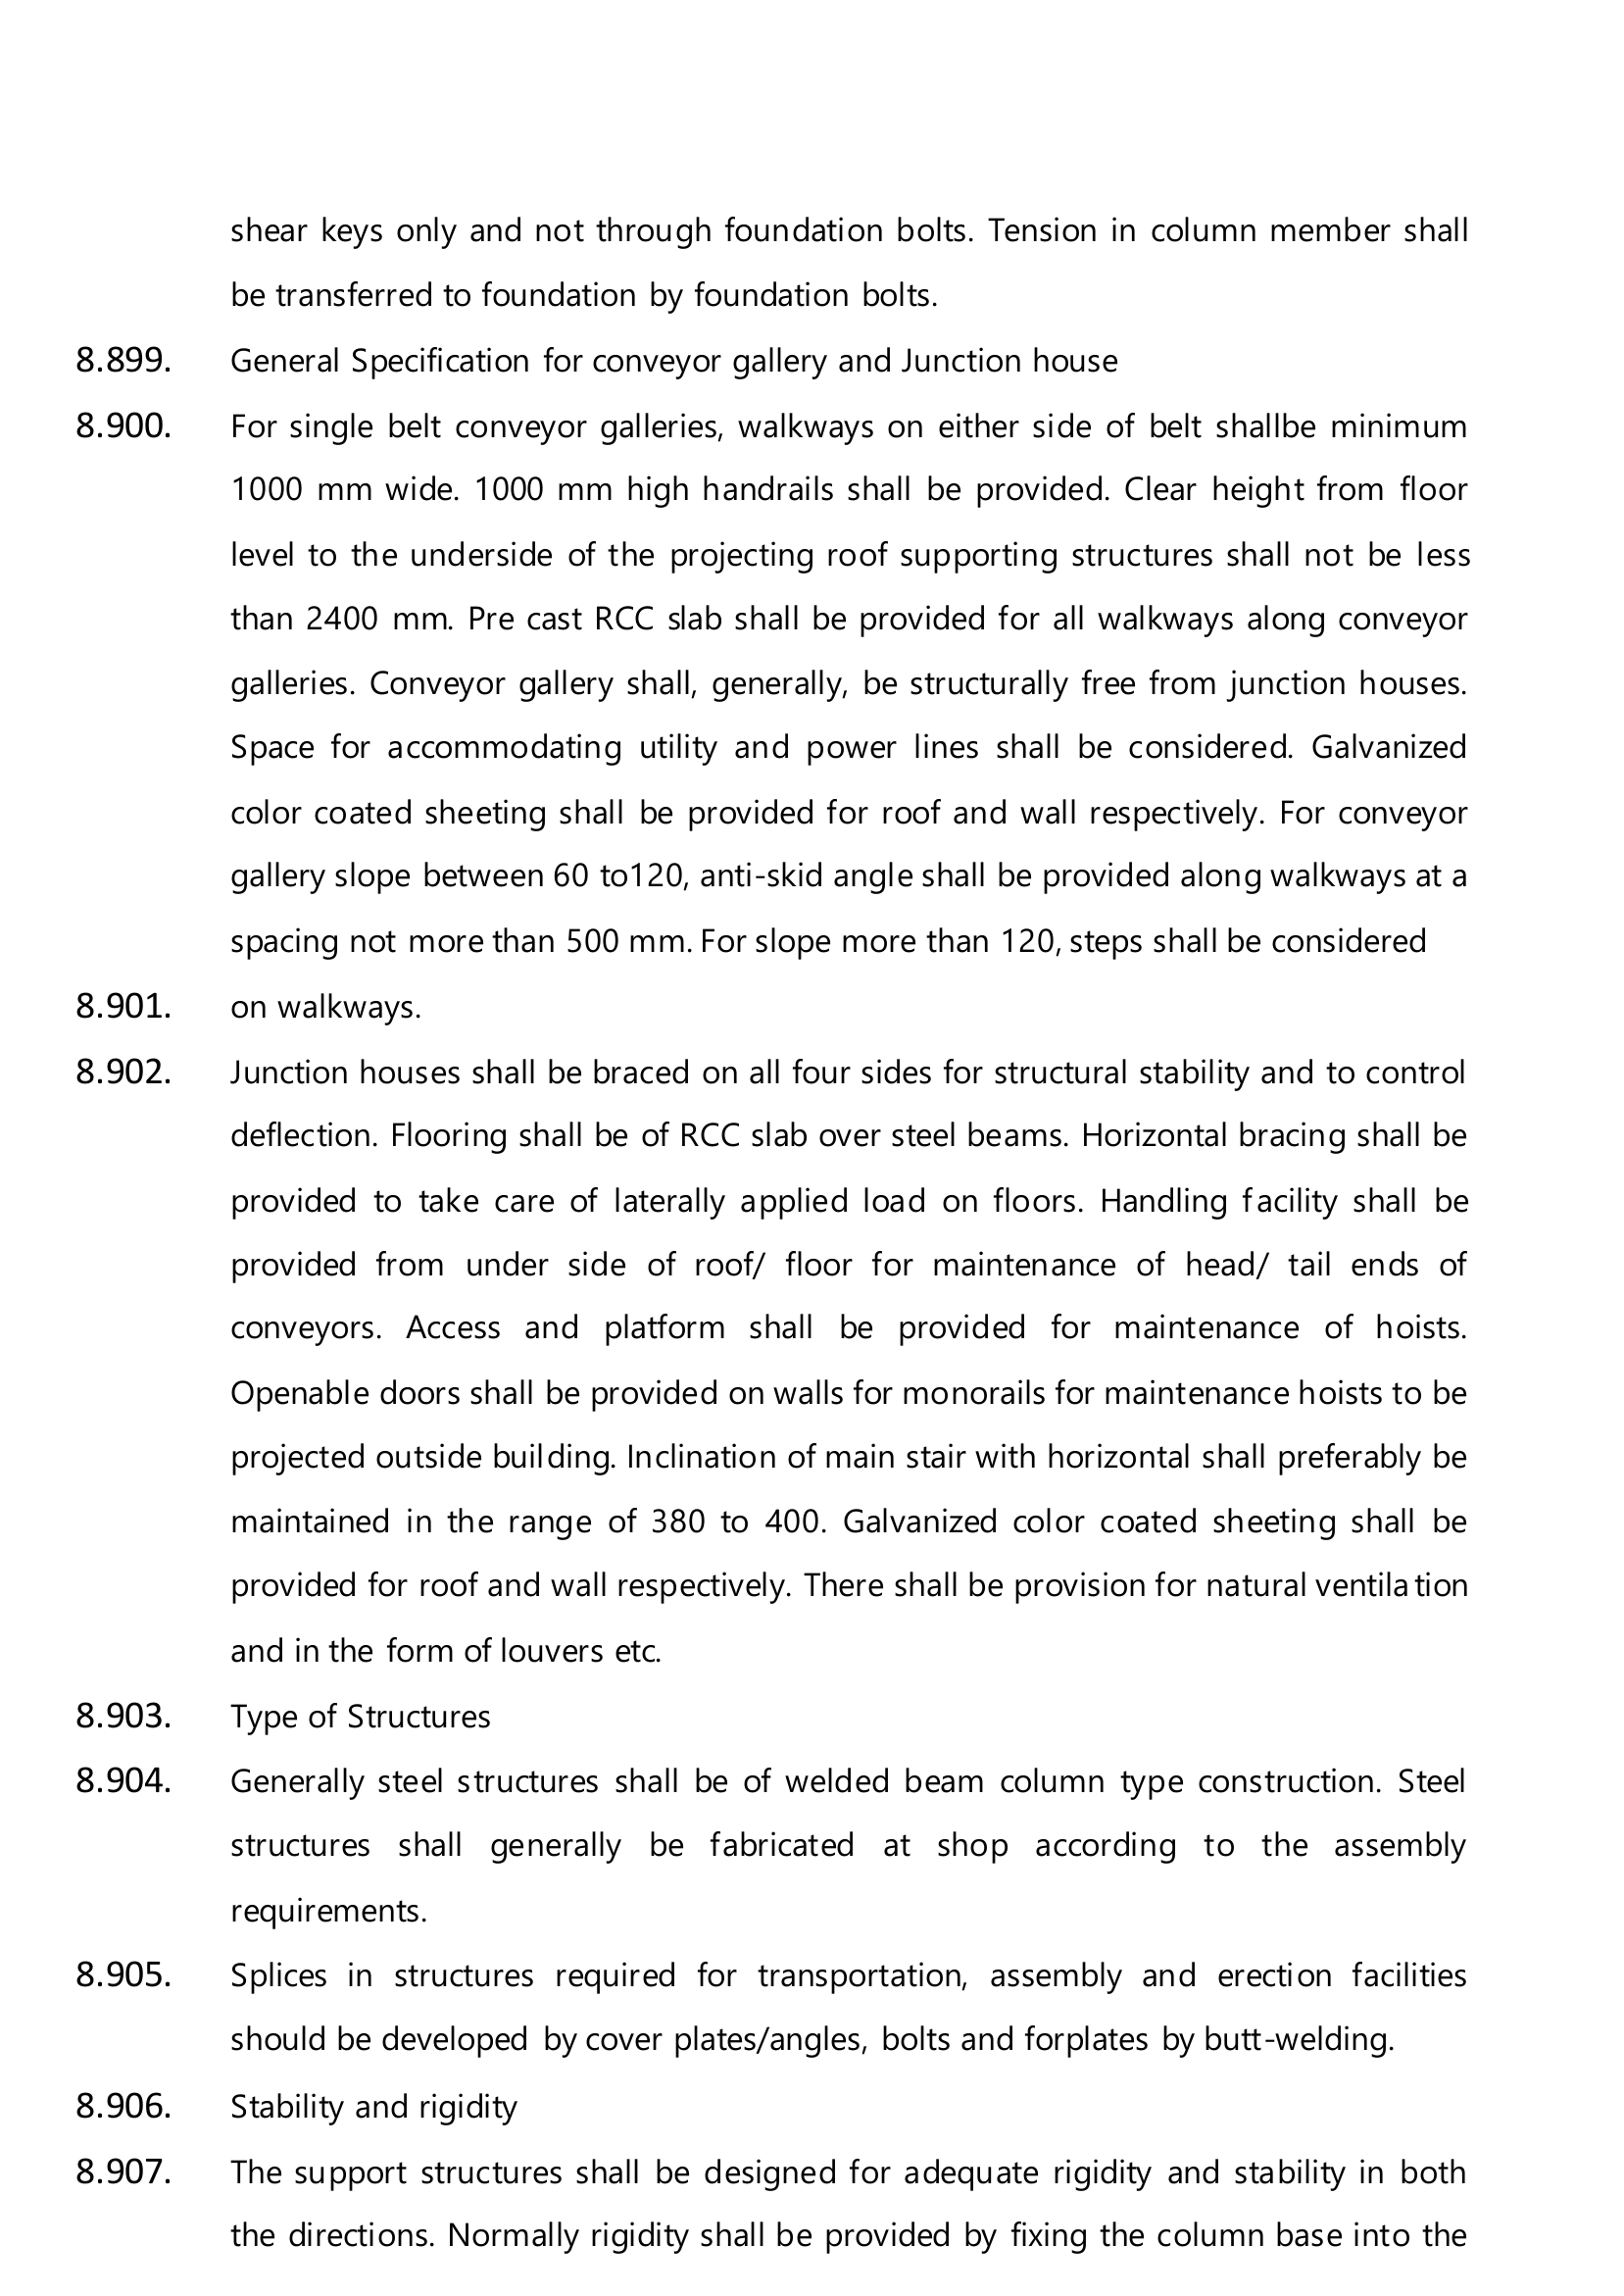 shear keys only and not through foundation bolts. Tension in column member shall
be transferred to foundation by foundation bolts.
8.899. General Specification for conveyor gallery and Junction house
8.900. For single belt conveyor galleries, walkways on either side of belt shallbe minimum
1000 mm wide. 1000 mm high handrails shall be provided. Clear height from floor
level to the underside of the projecting roof supporting structures shall not be less
than 2400 mm. Pre cast RCC slab shall be provided for all walkways along conveyor
galleries. Conveyor gallery shall, generally, be structurally free from junction houses.
Space for accommodating utility and power lines shall be considered. Galvanized
color coated sheeting shall be provided for roof and wall respectively. For conveyor
gallery slope between 60 to120, anti-skid angle shall be provided along walkways at a
spacing not more than 500 mm. For slope more than 120, steps shall be considered
8.901. on walkways.
8.902. Junction houses shall be braced on all four sides for structural stability and to control
deflection. Flooring shall be of RCC slab over steel beams. Horizontal bracing shall be
provided to take care of laterally applied load on floors. Handling facility shall be
provided from under side of roof/ floor for maintenance of head/ tail ends of
conveyors. Access and platform shall be provided for maintenance of hoists.
Openable doors shall be provided on walls for monorails for maintenance hoists to be
projected outside building. Inclination of main stair with horizontal shall preferably be
maintained in the range of 380 to 400. Galvanized color coated sheeting shall be
provided for roof and wall respectively. There shall be provision for natural ventilation
and in the form of louvers etc.
8.903. Type of Structures
8.904. Generally steel structures shall be of welded beam column type construction. Steel
structures shall generally be fabricated at shop according to the assembly
requirements.
8.905. Splices in structures required for transportation, assembly and erection facilities
should be developed by cover plates/angles, bolts and forplates by butt-welding.
8.906. Stability and rigidity
8.907. The support structures shall be designed for adequate rigidity and stability in both
the directions. Normally rigidity shall be provided by fixing the column base into the